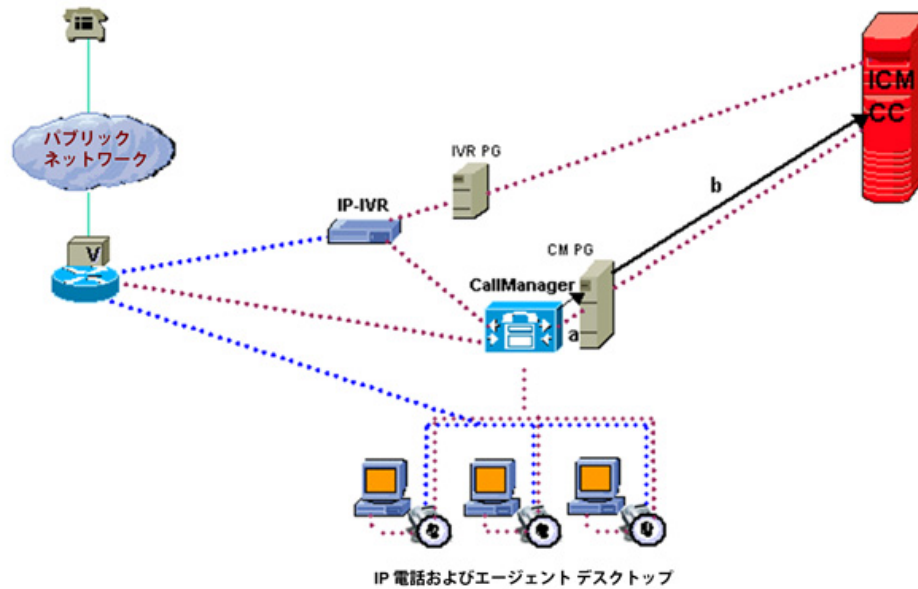 パブリック
ネットワーク
ICM
CC
IVR PG
IP-IVR
b
V
CM PG
CallManager
a
IP 電話およびエージェント デスクトップ